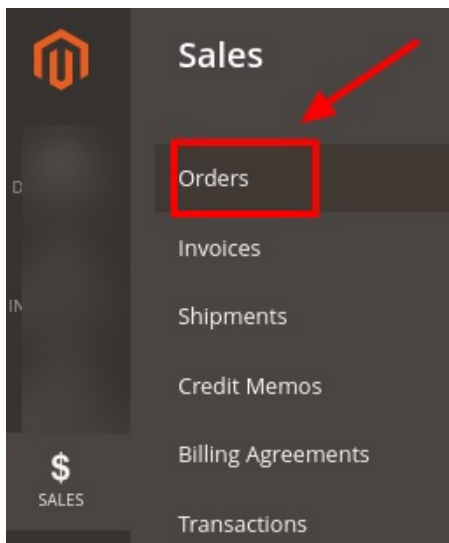 Sales
Orders
Invoices
Shipments
Credit Memos
Billing Agreements
$
SALES
Transactions